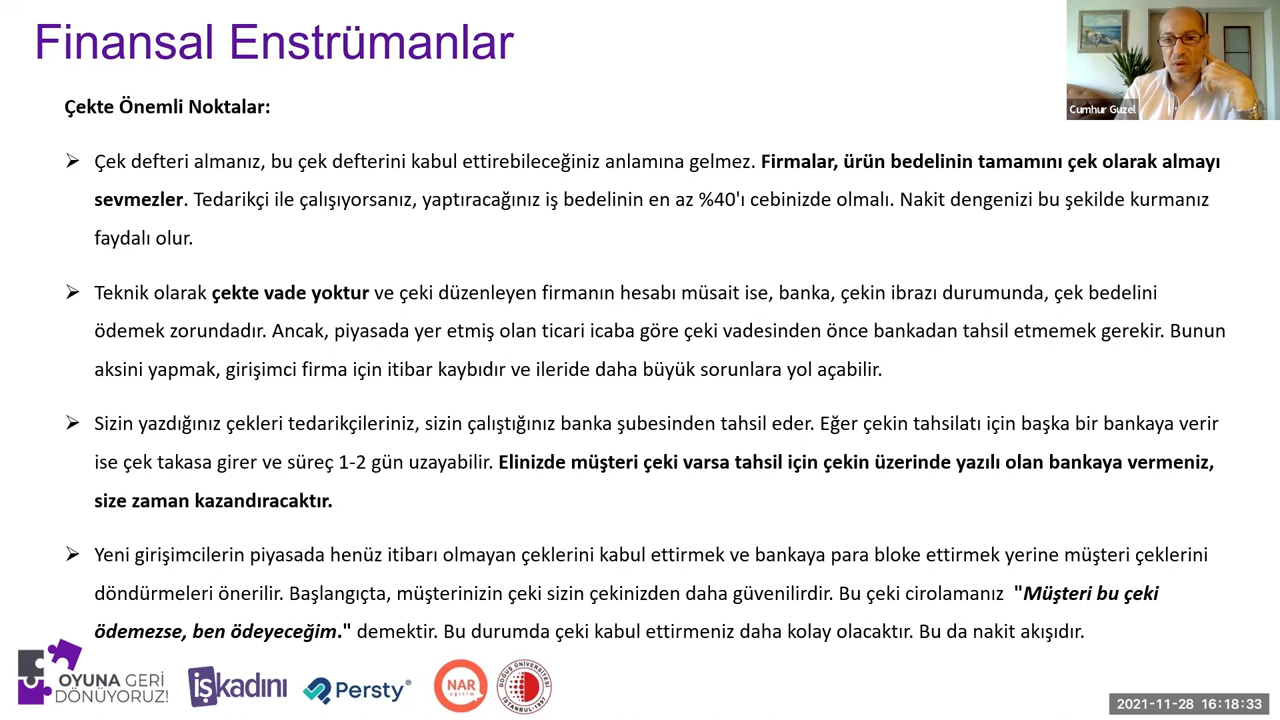 Finansal Enstrümanlar
Cumhur Guzel
Çekte Önemli Noktalar:
➢ Çek defteri almanız, bu çek defterini kabul ettirebileceğiniz anlamına gelmez. Firmalar, ürün bedelinin tamamını çek olarak almayı
sevmezler. Tedarikçi ile çalışıyorsanız, yaptıracağınız iş bedelinin en az %40'ı cebinizde olmalı. Nakit dengenizi bu şekilde kurmanız
faydalı olur.
➢ Teknik olarak çekte vade yoktur ve çeki düzenleyen firmanın hesabı müsait ise, banka, çekin ibrazı durumunda, çek bedelini
ödemek zorundadır. Ancak, piyasada yer etmiş olan ticari icaba göre çeki vadesinden önce bankadan tahsil etmemek gerekir. Bunun
aksini yapmak, girişimci firma için itibar kaybıdır ve ileride daha büyük sorunlara yol açabilir.
➢ Sizin yazdığınız çekleri tedarikçileriniz, sizin çalıştığınız banka şubesinden tahsil eder. Eğer çekin tahsilatı için başka bir bankaya verir
ise çek takasa girer ve süreç 1-2 gün uzayabilir. Elinizde müşteri çeki varsa tahsil için çekin üzerinde yazılı olan bankaya vermeniz,
size zaman kazandıracaktır.
➢ Yeni girişimcilerin piyasada henüz itibarı olmayan çeklerini kabul ettirmek ve bankaya para bloke ettirmek yerine müşteri çeklerini
döndürmeleri önerilir. Başlangıçta, müşterinizin çeki sizin çekinizden daha güvenilirdir. Bu çeki cirolamanız "Müşteri bu çeki
ödemezse, ben ödeyeceğim." demektir. Bu durumda çeki kabul ettirmeniz daha kolay olacaktır. Bu da nakit akışıdır.
OYUNA GERİ
DÖNÜYORUZ!
işkadını
Persty®
NAR
eğitim
DOĞUŞ ÜNİVERSİTESİ
İSTANBUL-1997
2021-11-28 16:18:33